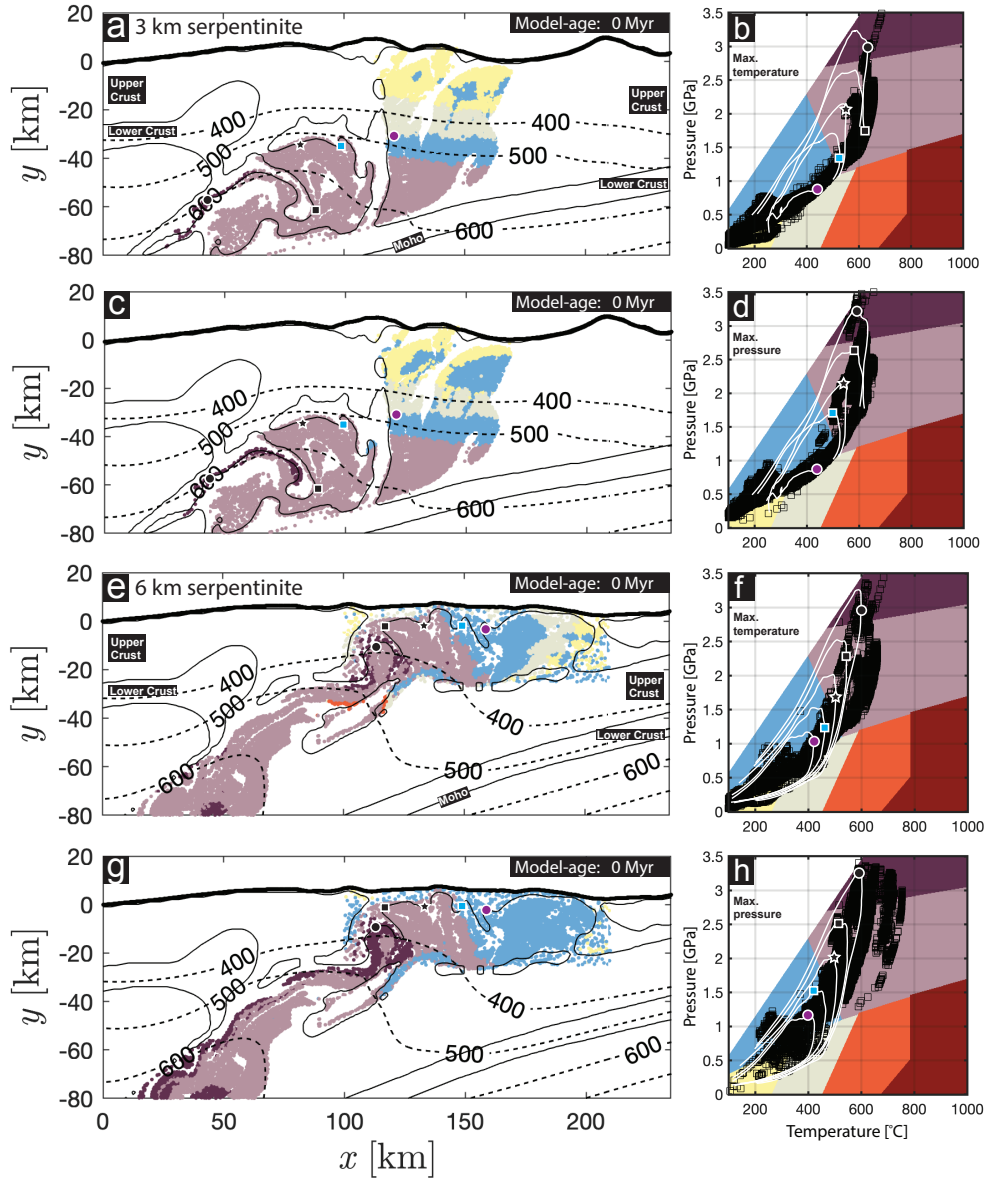 a
3 km serpentinite
Model-age: 0 Myr
20
0
-20
-40
-60
-80
y [km]
Upper
Crust
Lower Crust
400
500
600
Upper
Crust
400
500
Lower Crust
600
Moho
b
Max.
temperature
Pressure [GPa]
3.5
3
2.5
2
1.5
1
0.5
0
200
400
600
800
1000
c
Model-age: 0 Myr
20
0
-20
-40
-60
-80
y [km]
400
500
600
400
500
600
d
Max.
pressure
Pressure [GPa]
3.5
3
2.5
2
1.5
1
0.5
0
200
400
600
800
1000
e
6 km serpentinite
Model-age: 0 Myr
20
0
-20
-40
-60
-80
y [km]
Upper
Crust
Lower Crust
400
500
600
Upper
Crust
400
Lower Crust
500
600
Moho
f
Max.
temperature
Pressure [GPa]
3.5
3
2.5
2
1.5
1
0.5
0
200
400
600
800
1000
g
Model-age: 0 Myr
20
0
-20
-40
-60
-80
y [km]
400
500
600
400
500
600
0
50
100
150
200
x [km]
h
Max.
pressure
Pressure [GPa]
3.5
3
2.5
2
1.5
1
0.5
0
200
400
600
800
1000
Temperature [°C]